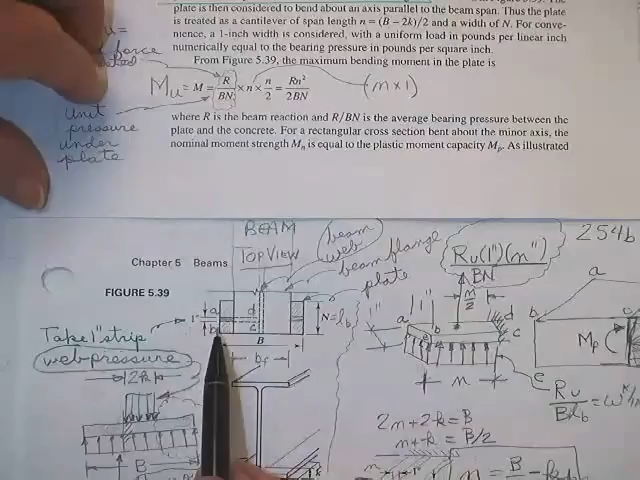 plate is then considered to bend about an axis parallel to the beam span. Thus the plate
is treated as a cantilever of span length n = (B − 2k)/2 and a width of N. For conve-
nience, a 1-inch width is considered, with a uniform load in pounds per linear inch
numerically equal to the bearing pressure in pounds per square inch.
From Figure 5.39, the maximum bending moment in the plate is
Mu = M = R/BN × n × n/2 = Rn²/2BN
(m×1)
unit
pressure
under
plate
where R is the beam reception and R/BN is the average bearing pressure between the
plate and the concrete. For a rectangular cross section bent about the minor axis, the
nominal moment strength Mn is equal to the plastic moment capacity Mp. As illustrated
BEAM
TOP VIEW
beam
web
beam flange
plate
Ru(1")(m")
BN
254b
Chapter 5 Beams
FIGURE 5.39
1"
a
b
d
c
N=lb
B
bf
Take 1" strip
web pressure
2k
B
a
1"
b
d
c
n
Ru/Blb = w
a
b
Mp
2m+2k=B
n+k = B/2